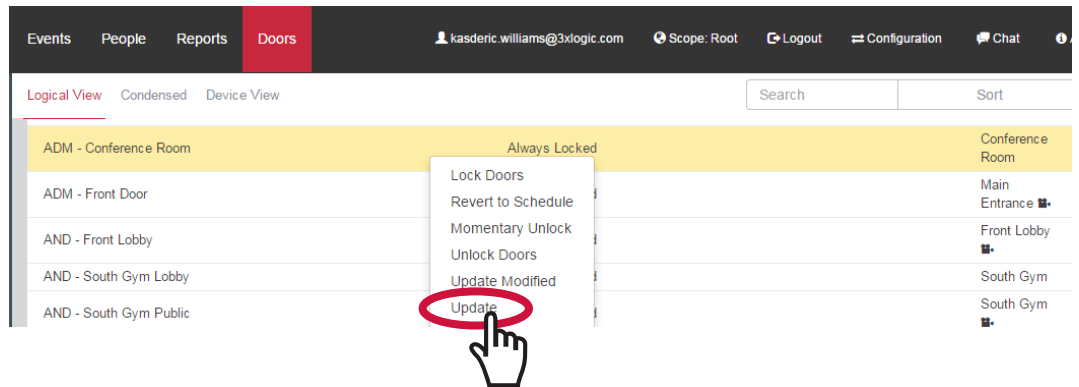 Events People Reports Doors kasderic.williams@3xlogic.com Scope: Root Logout Configuration Chat
Logical View Condensed Device View Search Sort
ADM - Conference Room Always Locked Conference
Room
Lock Doors
ADM - Front Door Main
Entrance
Revert to Schedule
Momentary Unlock
AND - Front Lobby Front Lobby
Unlock Doors
AND - South Gym Lobby South Gym
Update Modified
AND - South Gym Public South Gym
Update